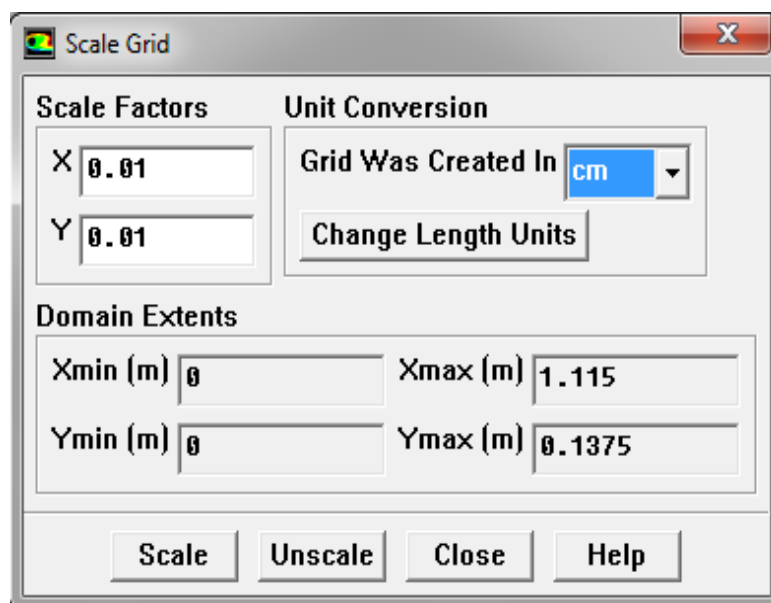 Scale Grid
x
Scale Factors Unit Conversion
X 0.01 Grid Was Created In cm
Y 0.01 Change Length Units
Domain Extents
Xmin (m) 0 Xmax (m) 1.115
Ymin (m) 0 Ymax (m) 0.1375
Scale Unscale Close Help